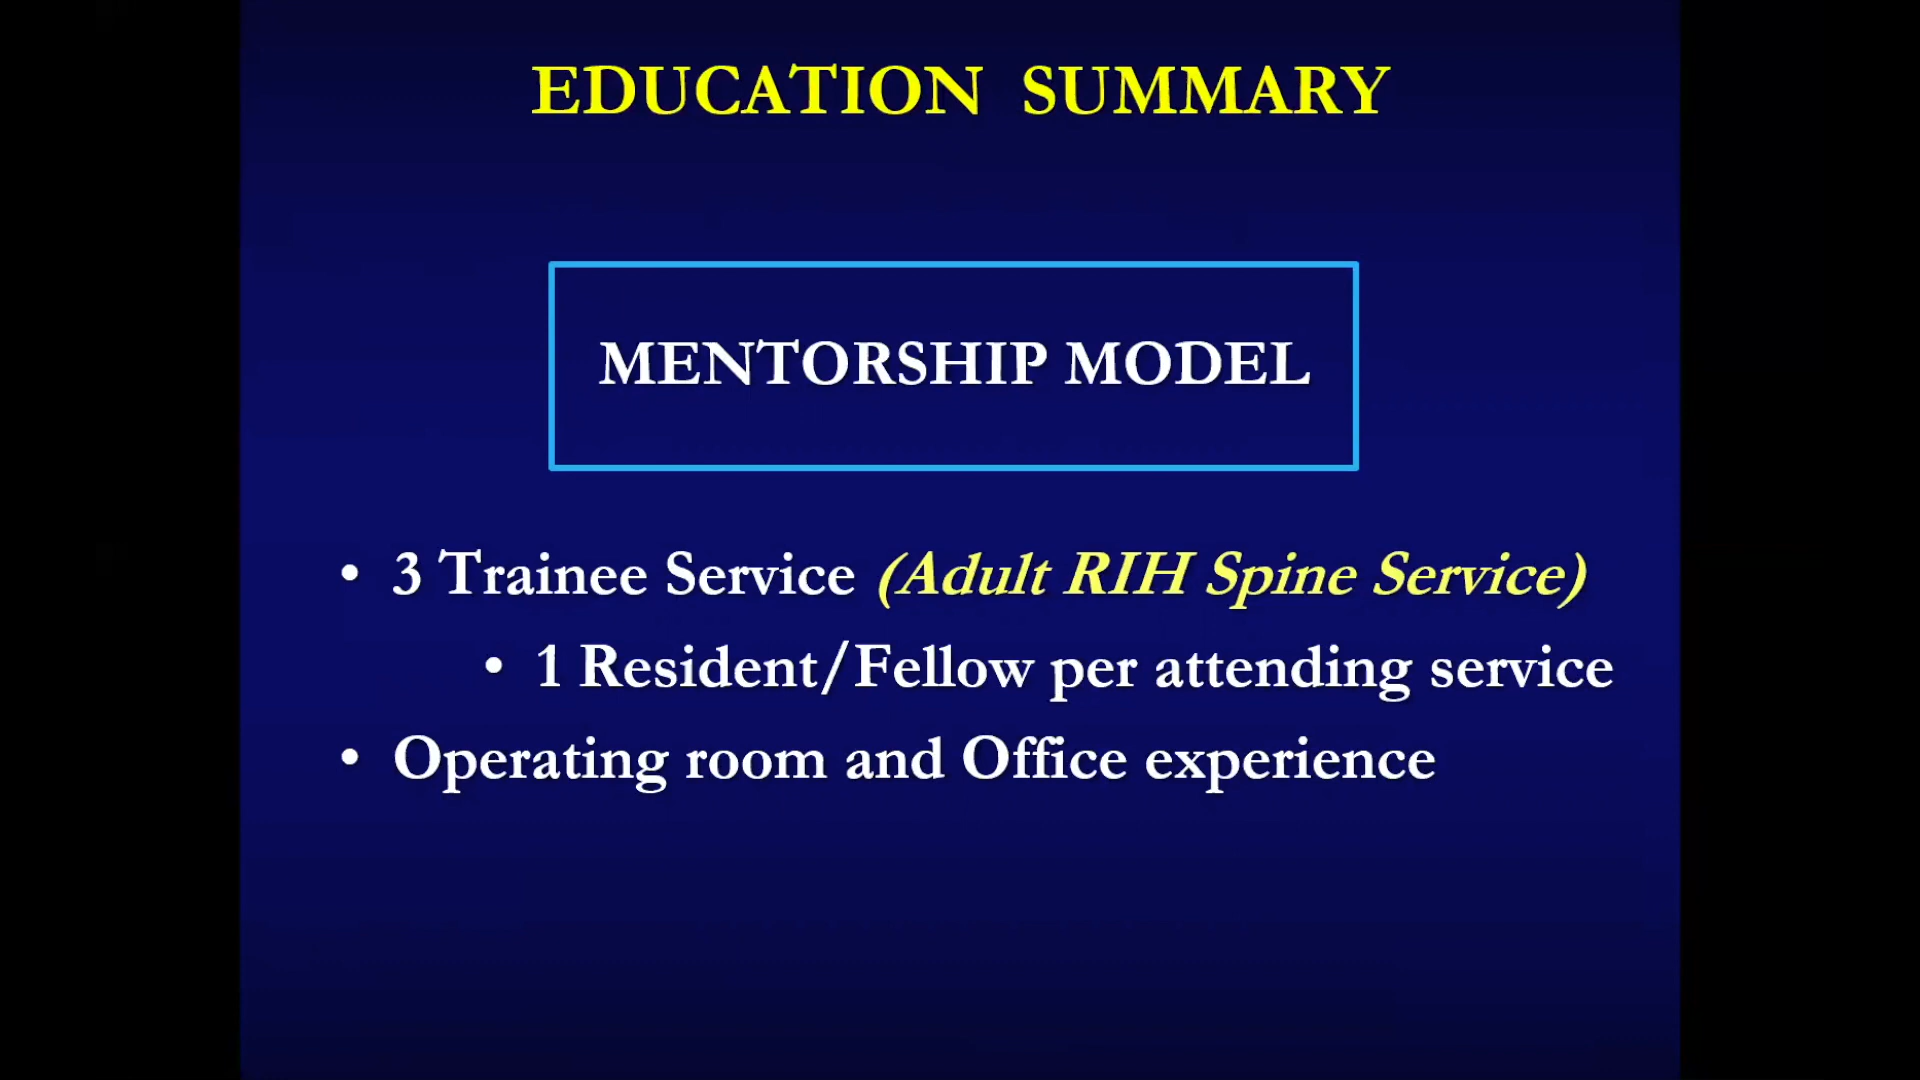 EDUCATION SUMMARY
MENTORSHIP MODEL
• 3 Trainee Service (Adult RIH Spine Service)
• 1 Resident/Fellow per attending service
• Operating room and Office experience